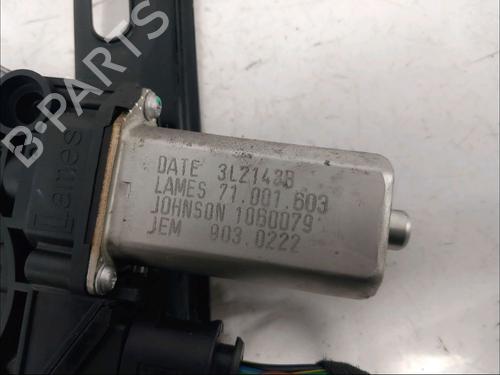 B-PARTS
Lames
DATE 3L2143B
LAMES 71.001.603
JOHNSON 1060079
JEM 903.0222